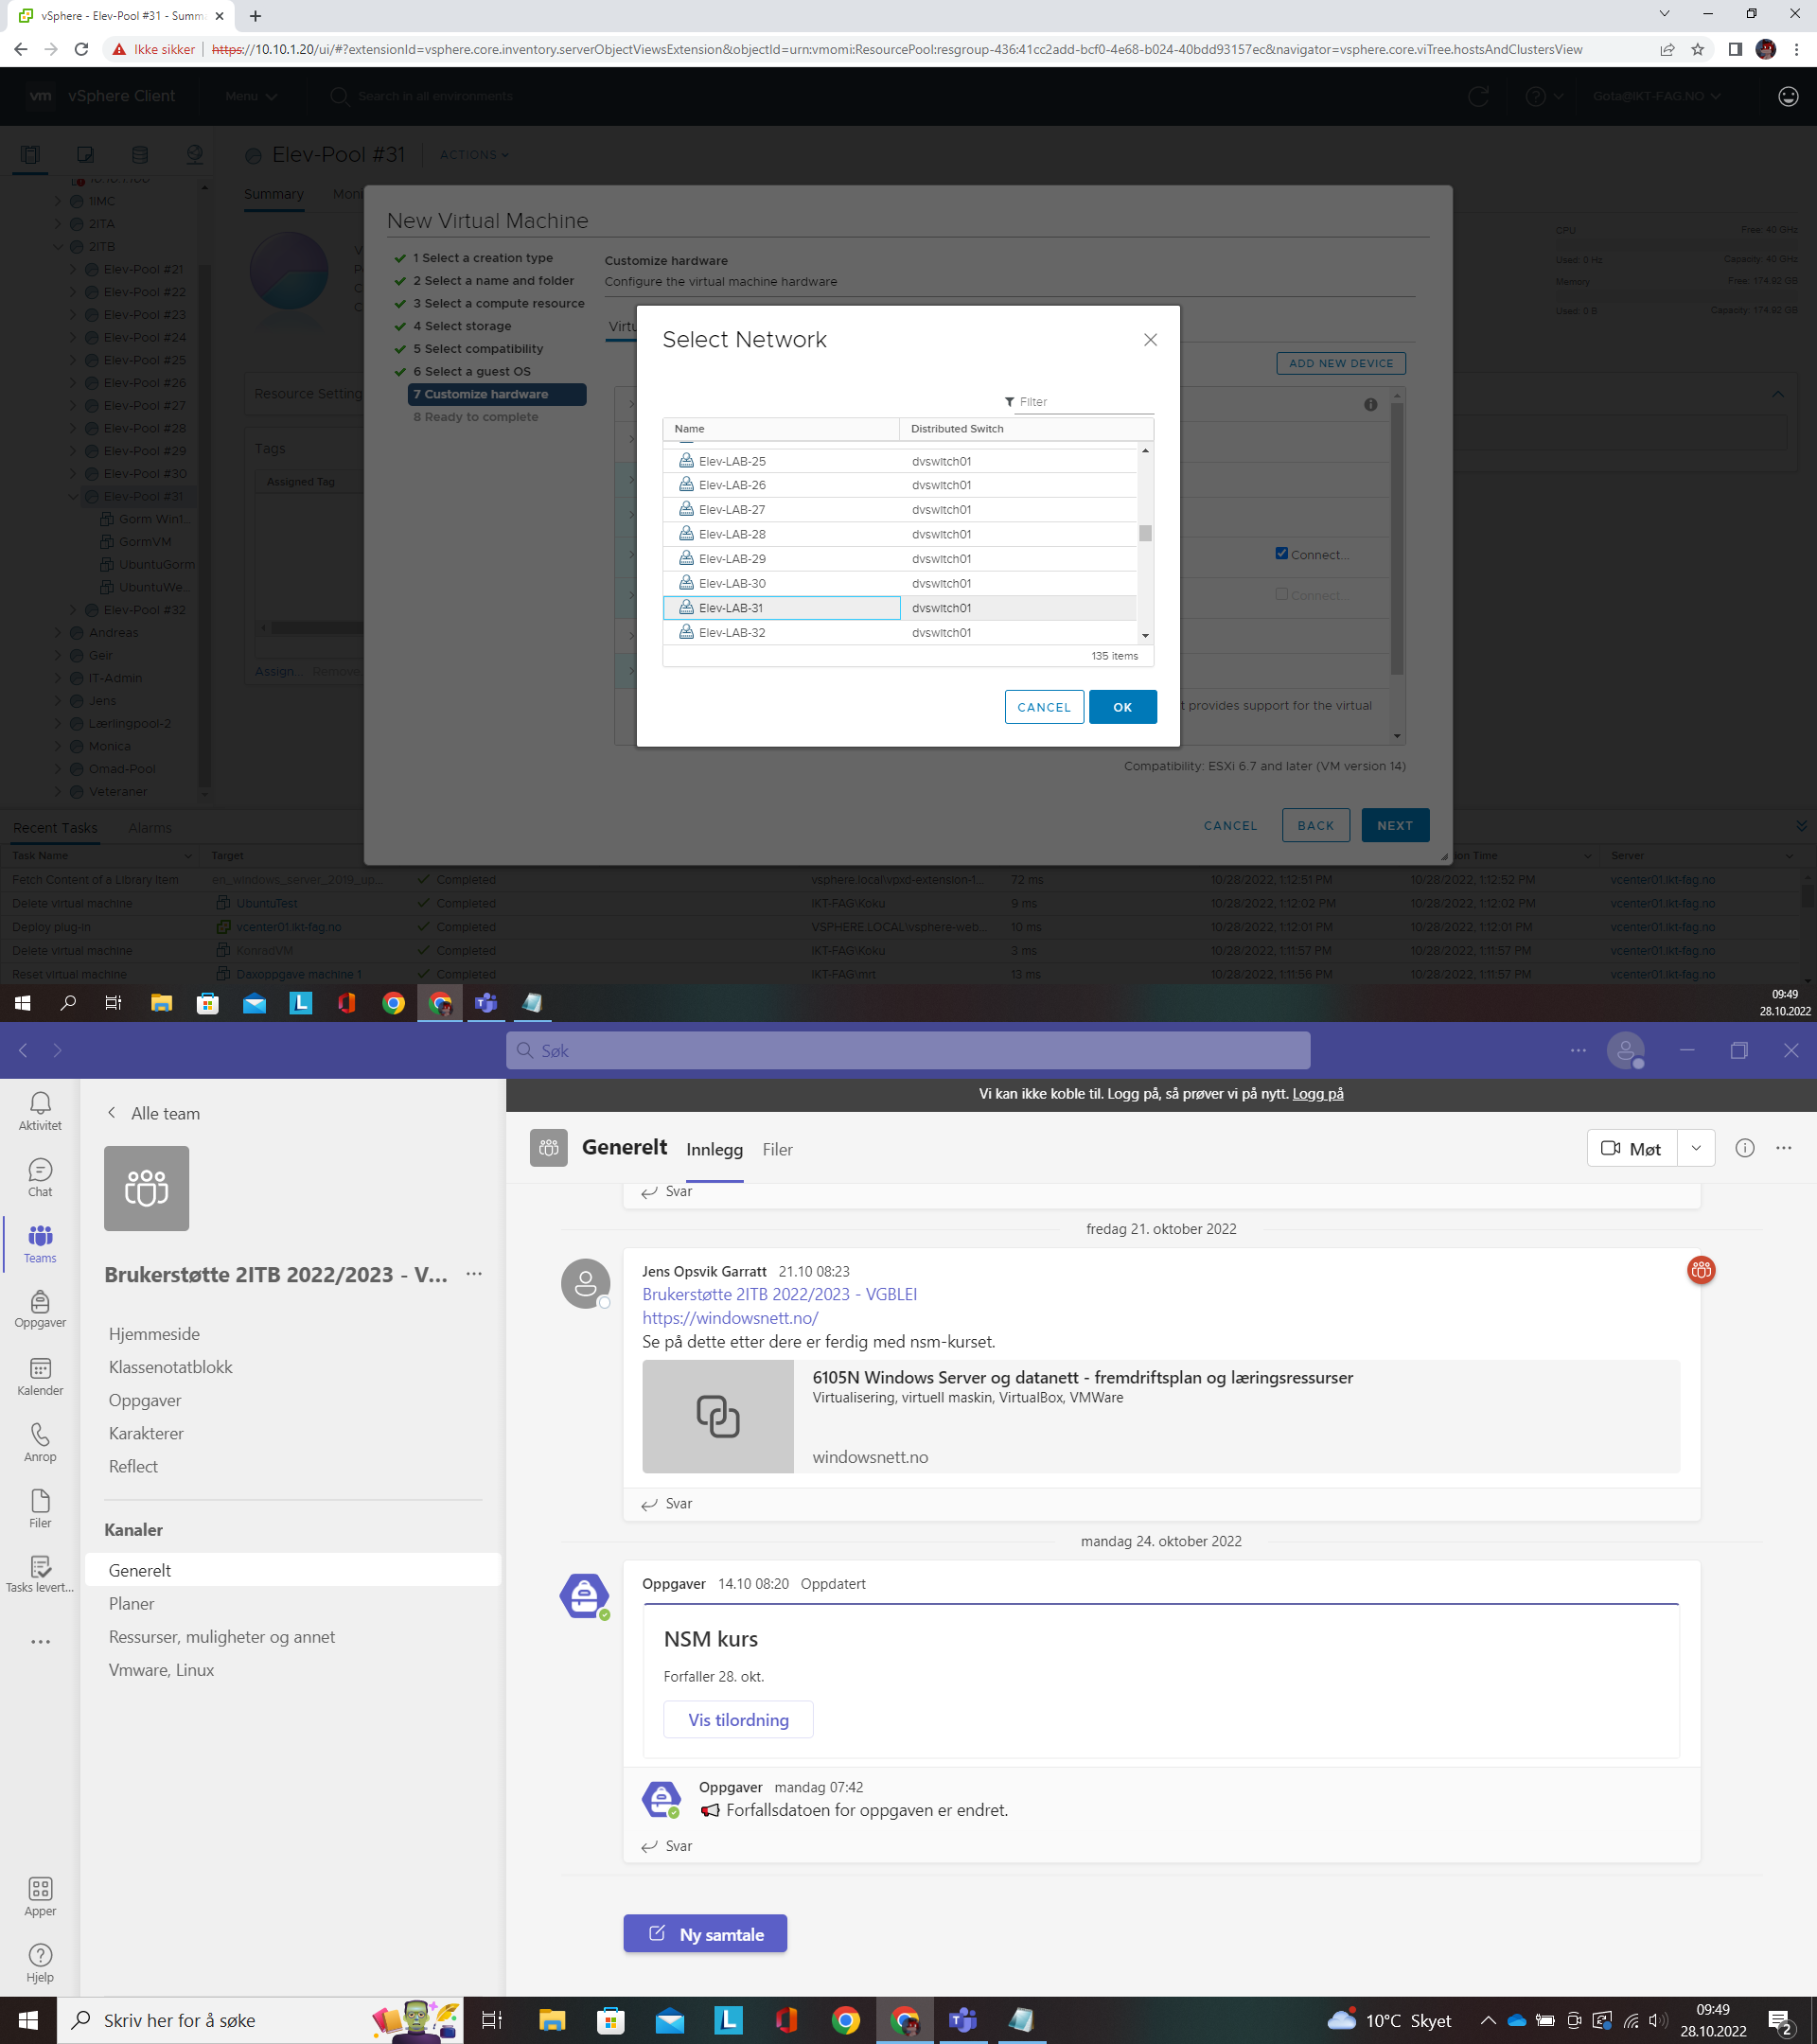 vSphere - Elev-Pool #31 - Summ
Ikke sikker
https://10.10.1.20/ui/#?extensionId=vsphere.core.inventory.serverObjectViewsExtension&objectId=urn:vmomi:ResourcePool:resgroup-436:41cc2add-bcf0-4e68-b024-40bdd93157ec&navigator=vsphere.core.viTree.hostsAndClustersView
vm vSphere Client
Menu
Search in all environments
Gota@IKT-FAG.NO
Elev-Pool #31
ACTIONS
Summary
Moni
10.10.1.100
1IMC
2ITA
2ITB
Elev-Pool #21
Elev-Pool #22
Elev-Pool #23
Elev-Pool #24
Elev-Pool #25
Elev-Pool #26
Elev-Pool #27
Elev-Pool #28
Elev-Pool #29
Elev-Pool #30
Elev-Pool #31
Gorm Win1...
GormVM
UbuntuGorm
UbuntuWe...
Elev-Pool #32
Andreas
Geir
IT-Admin
Jens
Lærlingpool-2
Monica
Omad-Pool
Veteraner
Resource Setting
Tags
Assigned Tag
Assign...
Remove
CPU
Free: 40 GHz
Used: 0 Hz
Capacity: 40 GHz
Memory
Free: 174.92 GB
Used: 0 B
Capacity: 174.92 GB
New Virtual Machine
1 Select a creation type
2 Select a name and folder
3 Select a compute resource
4 Select storage
5 Select compatibility
6 Select a guest OS
7 Customize hardware
8 Ready to complete
Customize hardware
Configure the virtual machine hardware
Virtu
ADD NEW DEVICE
Connect...
Connect...
t provides support for the virtual
Compatibility: ESXi 6.7 and later (VM version 14)
CANCEL
BACK
NEXT
Select Network
Filter
Name
Distributed Switch
Elev-LAB-25 dvswitch01
Elev-LAB-26 dvswitch01
Elev-LAB-27 dvswitch01
Elev-LAB-28 dvswitch01
Elev-LAB-29 dvswitch01
Elev-LAB-30 dvswitch01
Elev-LAB-31 dvswitch01
Elev-LAB-32 dvswitch01
135 items
CANCEL
OK
Recent Tasks
Alarms
Task Name Target ion Time Server
Fetch Content of a Library Item en_windows_server_2019_up... Completed vsphere.local\vpxd-extension-1... 72 ms 10/28/2022, 1:12:51 PM 10/28/2022, 1:12:52 PM vcenter01.ikt-fag.no
Delete virtual machine UbuntuTest Completed IKT-FAG\Koku 9 ms 10/28/2022, 1:12:02 PM 10/28/2022, 1:12:02 PM vcenter01.ikt-fag.no
Deploy plug-in vcenter01.ikt-fag.no Completed VSPHERE.LOCAL\vsphere-web... 10 ms 10/28/2022, 1:12:01 PM 10/28/2022, 1:12:01 PM vcenter01.ikt-fag.no
Delete virtual machine KonradVM Completed IKT-FAG\Koku 3 ms 10/28/2022, 1:11:57 PM 10/28/2022, 1:11:57 PM vcenter01.ikt-fag.no
Reset virtual machine Daxoppgave machine 1 Completed IKT-FAG\mrt 13 ms 10/28/2022, 1:11:56 PM 10/28/2022, 1:11:57 PM vcenter01.ikt-fag.no
09:49
28.10.2022
Søk
Vi kan ikke koble til. Logg på, så prøver vi på nytt. Logg på
Aktivitet
Chat
Teams
Oppgaver
Kalender
Anrop
Filer
Tasks levert...
Apper
Hjelp
Alle team
Brukerstøtte 2ITB 2022/2023 - V...
Hjemmeside
Klassenotatblokk
Oppgaver
Karakterer
Reflect
Kanaler
Generelt
Planer
Ressurser, muligheter og annet
Vmware, Linux
Generelt
Innlegg
Filer
Møt
Svar
fredag 21. oktober 2022
Jens Opsvik Garratt 21.10 08:23
Brukerstøtte 2ITB 2022/2023 - VGBLEI
https://windowsnett.no/
Se på dette etter dere er ferdig med nsm-kurset.
6105N Windows Server og datanett - fremdriftsplan og læringsressurser
Virtualisering, virtuell maskin, VirtualBox, VMWare
windowsnett.no
Svar
mandag 24. oktober 2022
Oppgaver 14.10 08:20 Oppdatert
NSM kurs
Forfaller 28. okt.
Vis tilordning
Oppgaver mandag 07:42
Forfallsdatoen for oppgaven er endret.
Svar
Ny samtale
Skriv her for å søke
10°C Skyet
09:49
28.10.2022
2